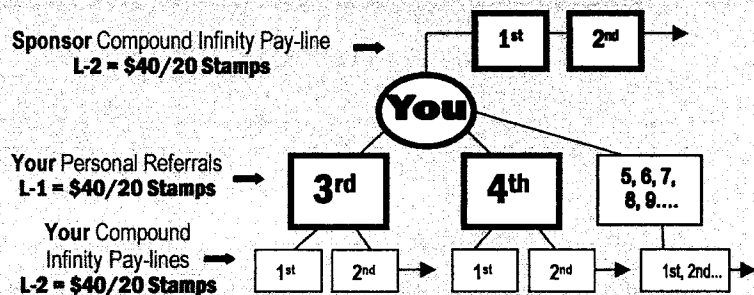 Sponsor Compound Infinity Pay-line
L-2 = $40/20 Stamps
1st 2nd
You
Your Personal Referrals
L-1 = $40/20 Stamps
3rd 4th 5, 6, 7,
8, 9....
Your Compound
Infinity Pay-lines
L-2 = $40/20 Stamps
1st 2nd 1st 2nd 1st, 2nd...